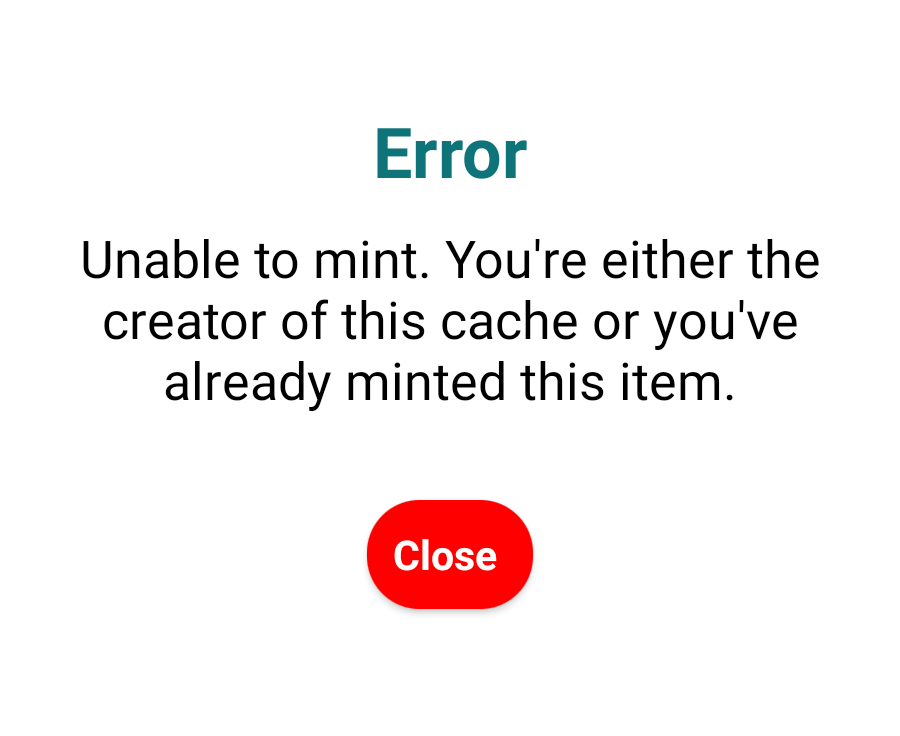 Error
Unable to mint. You're either the
creator of this cache or you've
already minted this item.
Close